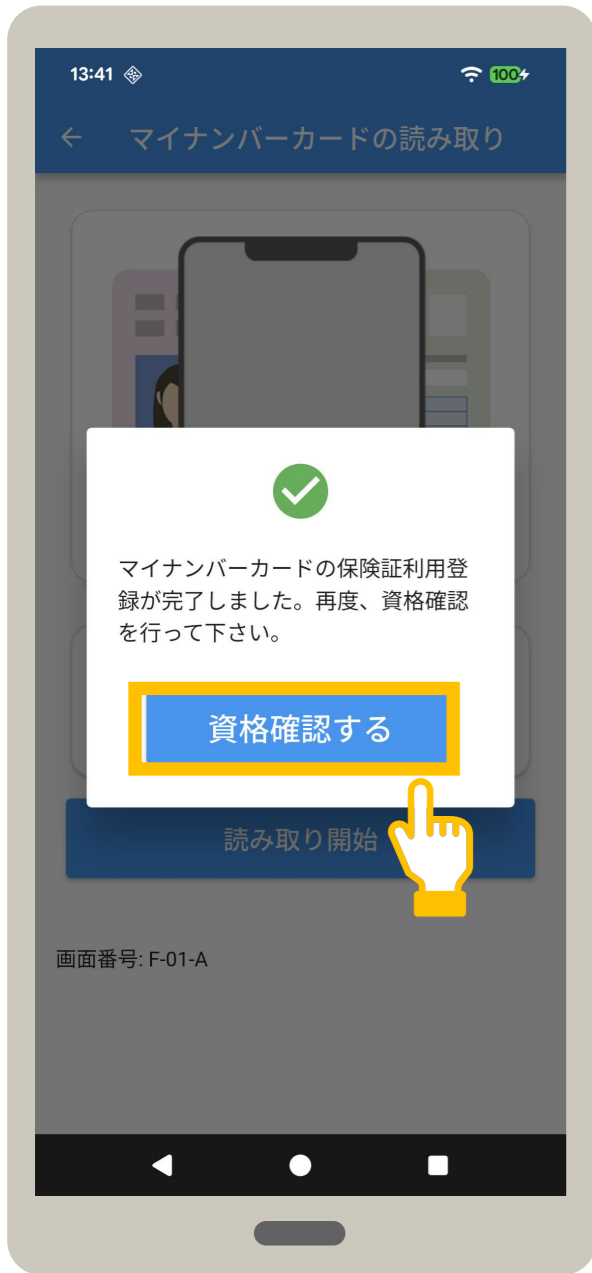 13:41
100
マイナンバーカードの読み取り
マイナンバーカードの保険証利用登
録が完了しました。再度、資格確認
を行って下さい。
資格確認する
読み取り開始
画面番号: F-01-A